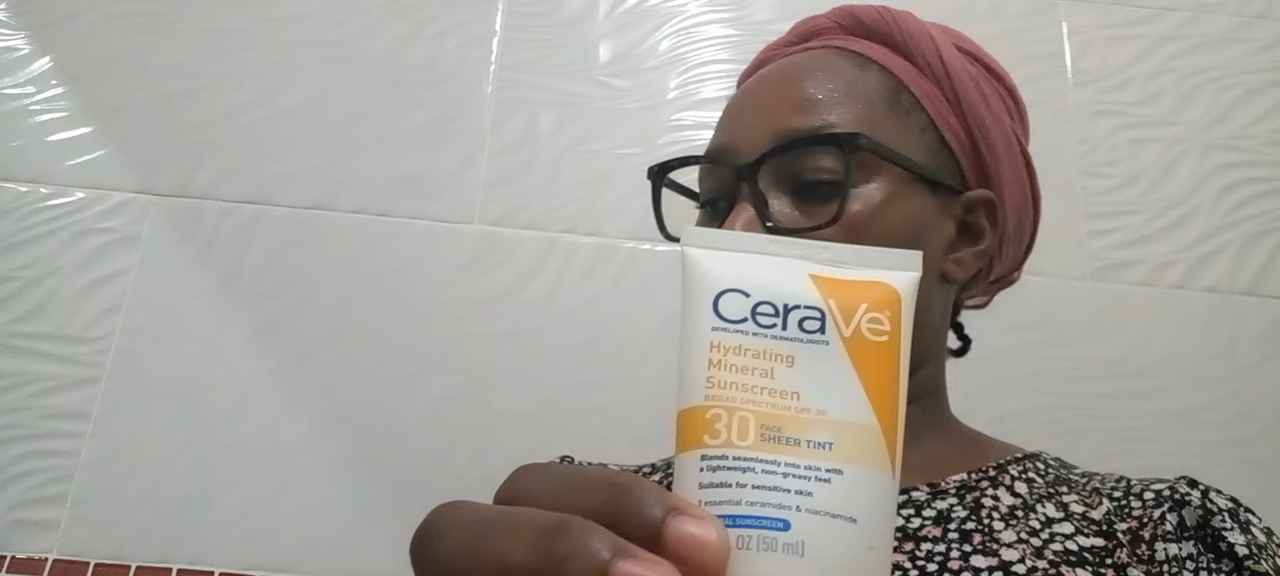 CeraVe®
DEVELOPED WITH DERMATOLOGISTS
Hydrating
Mineral
Sunscreen
BROAD SPECTRUM SPF 30
30 FACE
SHEER TINT
Blends seamlessly into skin with
a lightweight, non-greasy feel
Suitable for sensitive skin
3 essential ceramides & niacinamide
SUNSCREEN
OZ (50 ml)